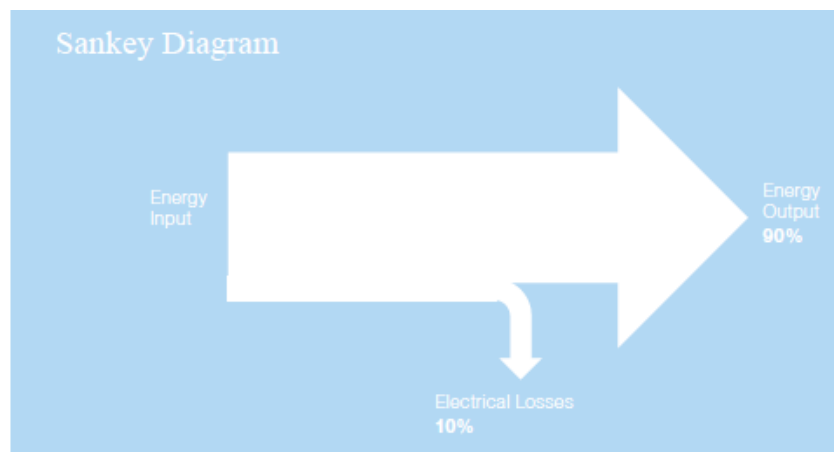 Sankey Diagram
Energy
Input
Energy
Output
90%
Electrical Losses
10%